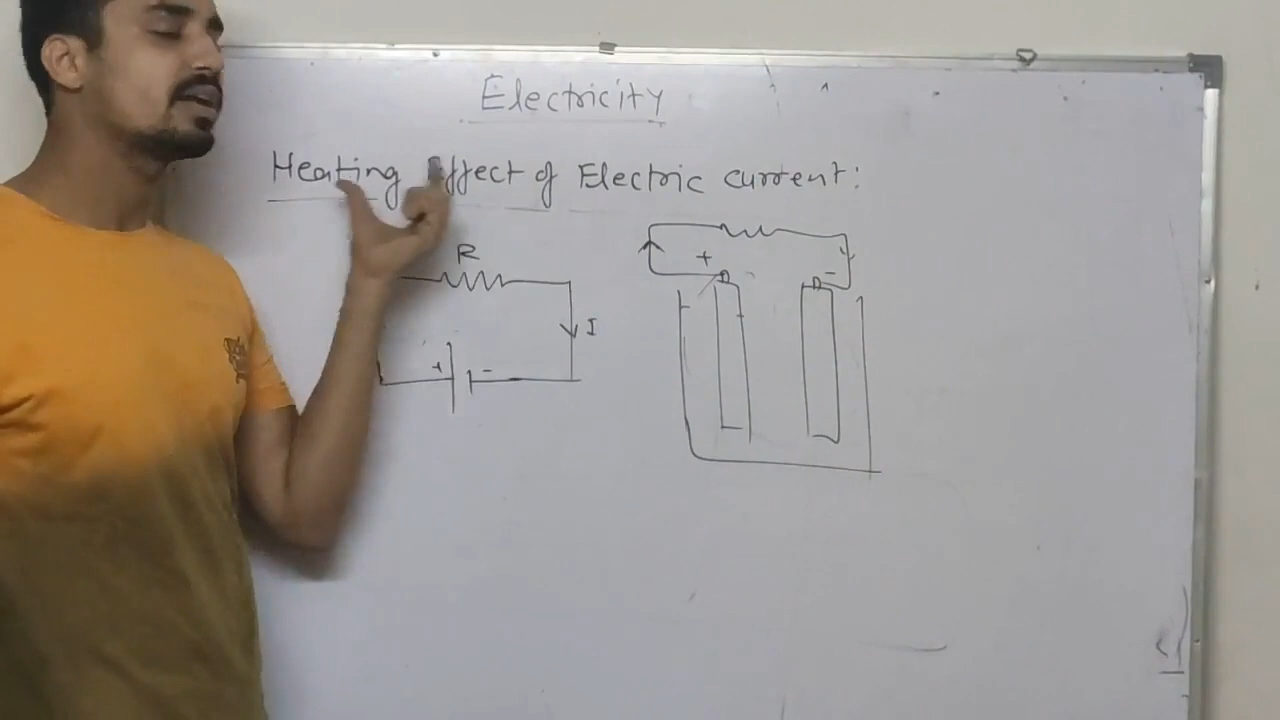 Electricity
Heating Effect of Electric current:
R
I
+ -
+ -